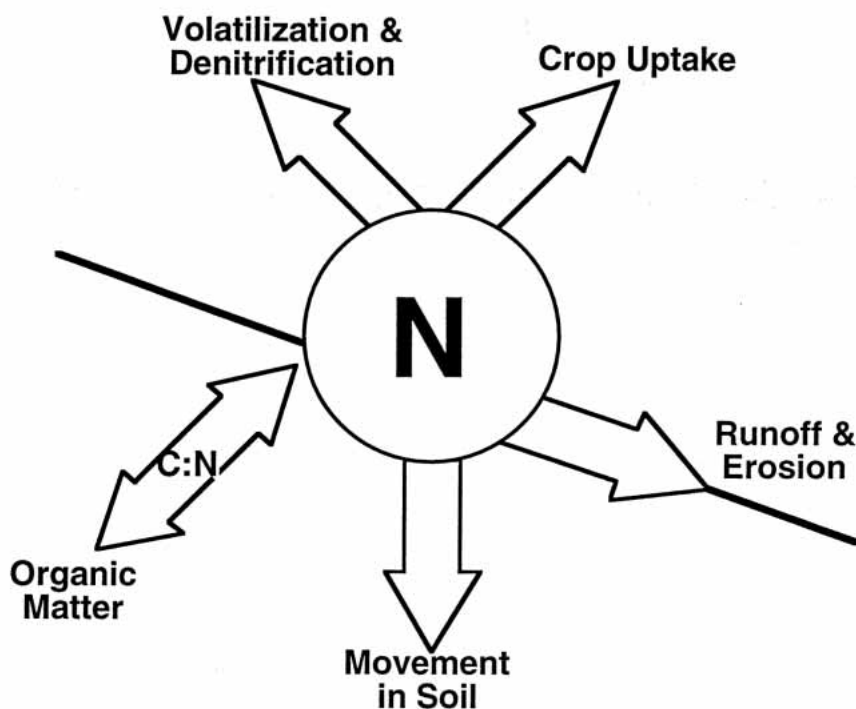 Volatilization &
Denitrification
Crop Uptake
N
Runoff &
Erosion
C:N
Organic
Matter
Movement
in Soil